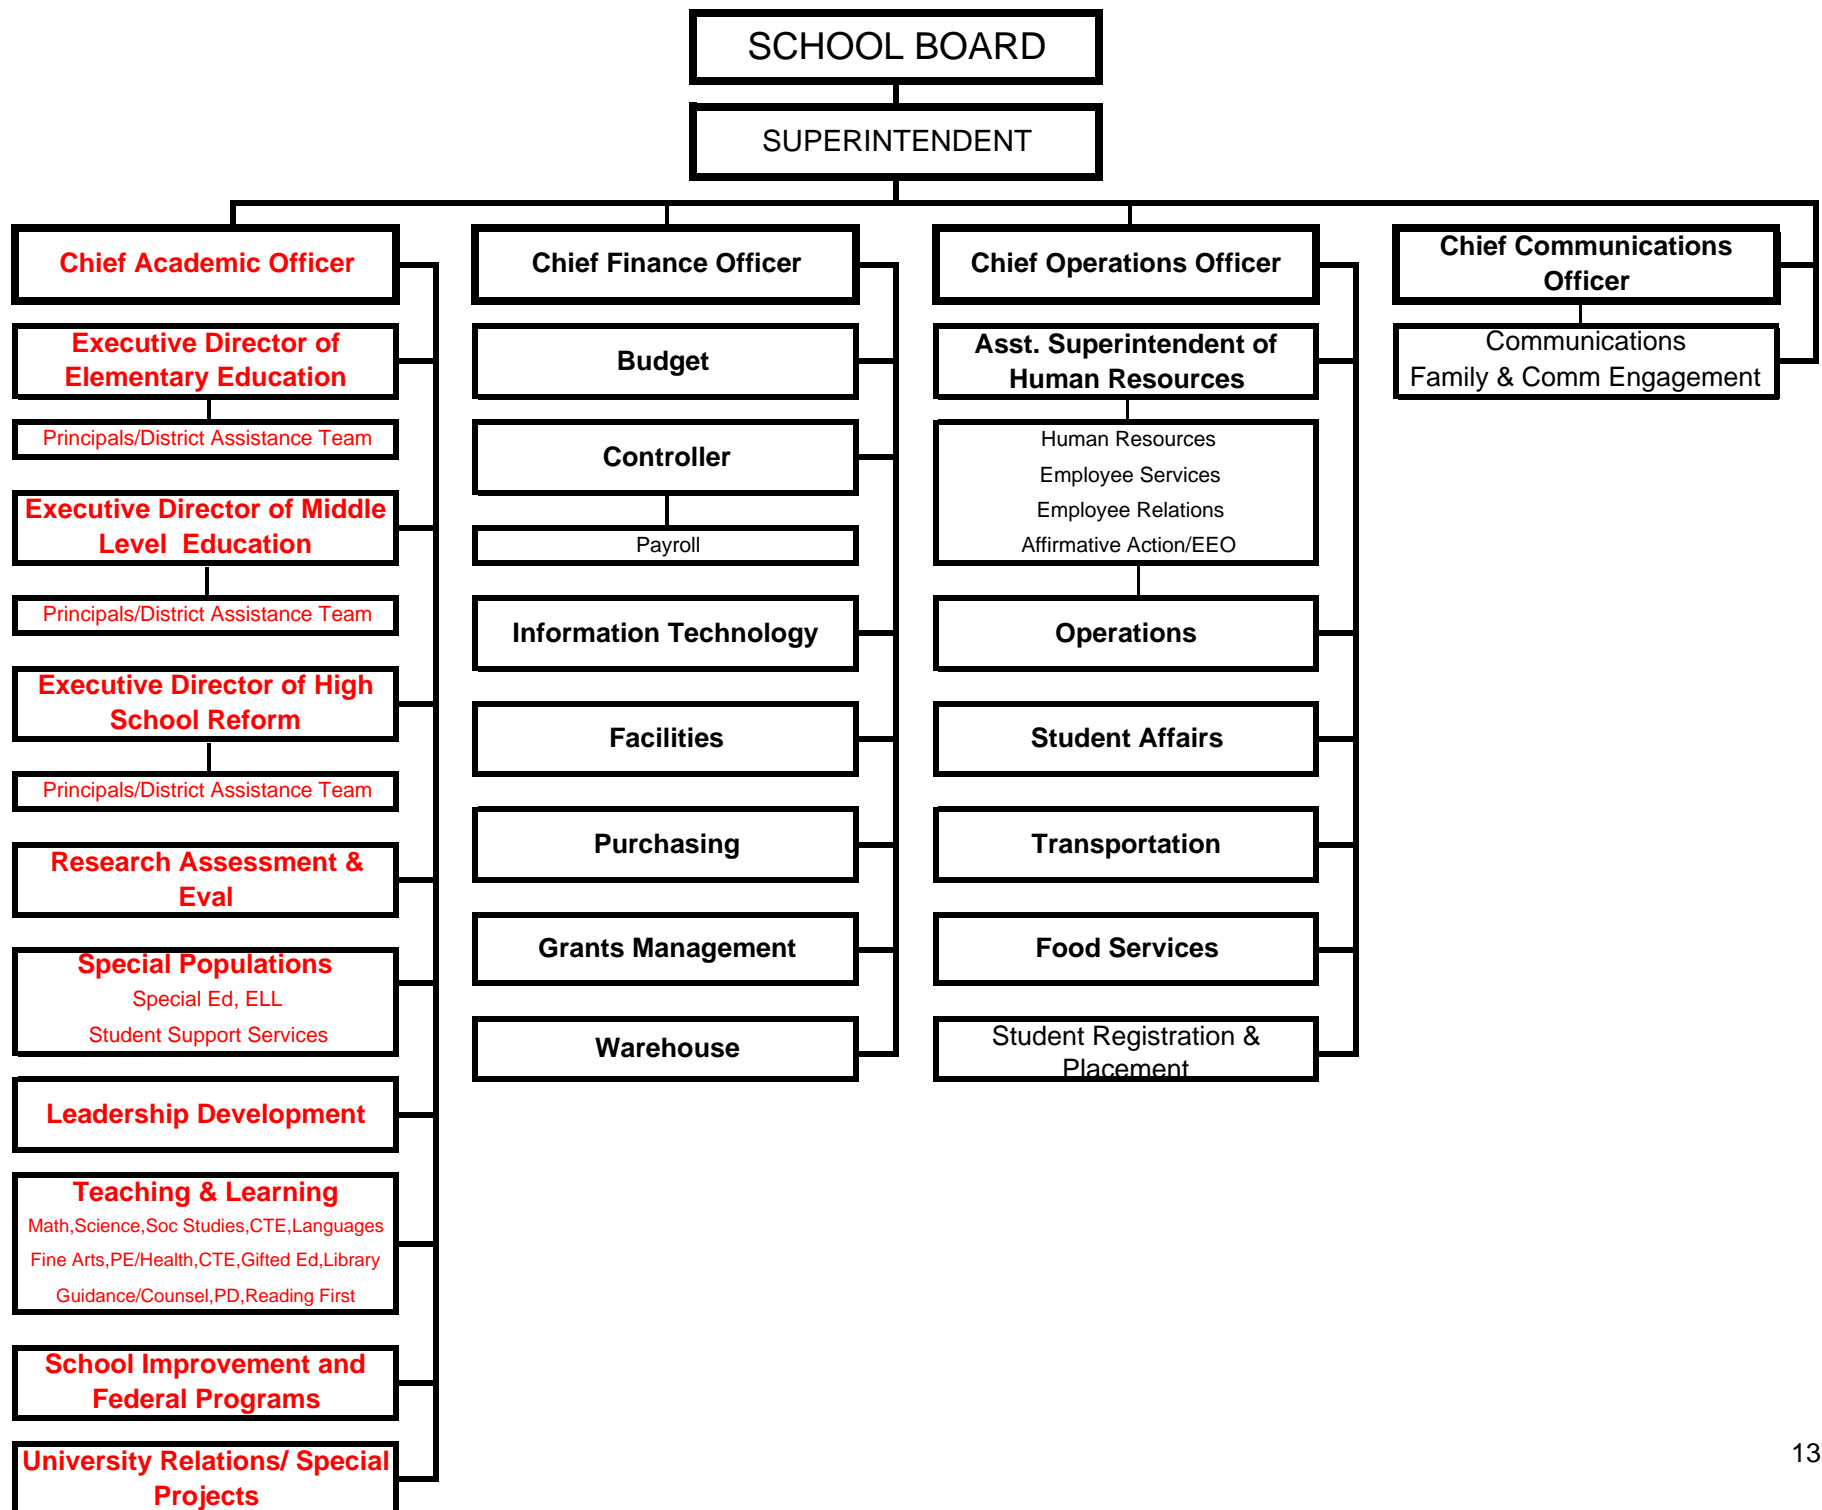 SCHOOL BOARD
SUPERINTENDENT
Chief Academic Officer
Executive Director of
Elementary Education
Principals/District Assistance Team
Executive Director of Middle
Level  Education
Principals/District Assistance Team
Executive Director of High
School Reform
Principals/District Assistance Team
Research Assessment &
Eval
Special Populations
Special Ed, ELL
Student Support Services
Leadership Development
Teaching & Learning
Math,Science,Soc Studies,CTE,Languages
Fine Arts,PE/Health,CTE,Gifted Ed,Library
Guidance/Counsel,PD,Reading First
School Improvement and
Federal Programs
University Relations/ Special
Projects
Chief Finance Officer
Budget
Controller
Payroll
Information Technology
Facilities
Purchasing
Grants Management
Warehouse
Chief Operations Officer
Asst. Superintendent of
Human Resources
Human Resources
Employee Services
Employee Relations
Affirmative Action/EEO
Operations
Student Affairs
Transportation
Food Services
Student Registration &
Placement
Chief Communications
Officer
Communications
Family & Comm Engagement
13